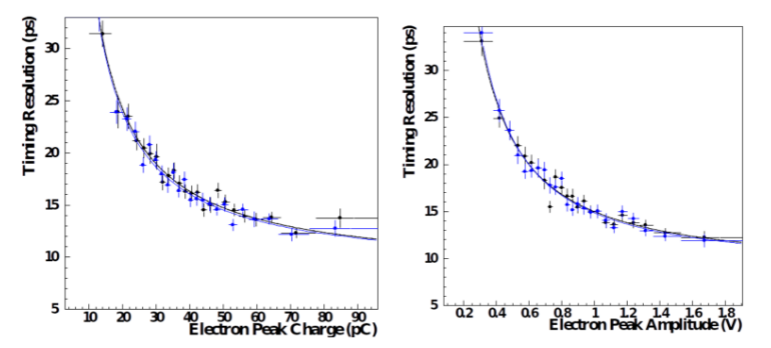 Timing Resolution (ps)
30
25
20
15
10
5
10 20 30 40 50 60 70 80 90
Electron Peak Charge (pC)
Timing Resolution (ps)
30
25
20
15
10
5
0.2 0.4 0.6 0.8 1 1.2 1.4 1.6 1.8
Electron Peak Amplitude (V)